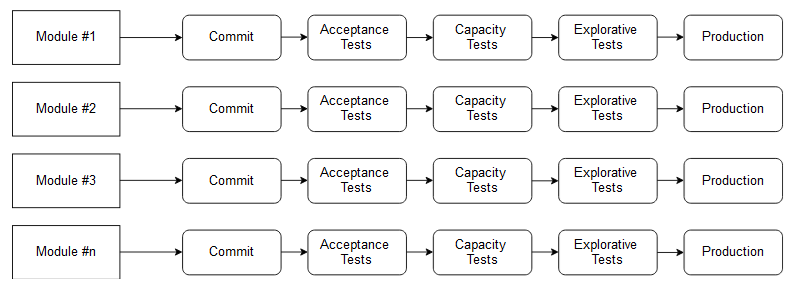 Module #1
Commit
Acceptance
Tests
Capacity
Tests
Explorative
Tests
Production
Module #2
Commit
Acceptance
Tests
Capacity
Tests
Explorative
Tests
Production
Module #3
Commit
Acceptance
Tests
Capacity
Tests
Explorative
Tests
Production
Module #n
Commit
Acceptance
Tests
Capacity
Tests
Explorative
Tests
Production